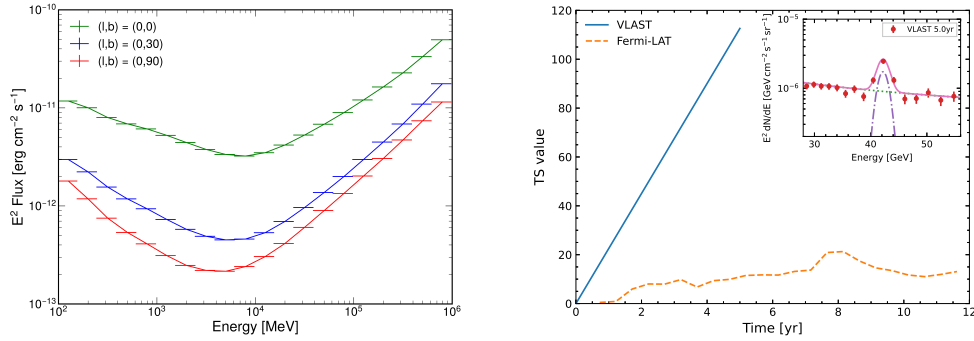 (l,b) = (0,0)
(l,b) = (0,30)
(l,b) = (0,90)
10⁻¹⁰
10⁻¹¹
10⁻¹²
10⁻¹³
E² Flux [erg cm⁻² s⁻¹]
10² 10³ 10⁴ 10⁵ 10⁶
Energy [MeV]
VLAST
Fermi-LAT
120
100
80
60
40
20
0
TS value
0 2 4 6 8 10 12
Time [yr]
VLAST 5.0yr
10⁻⁵
10⁻⁶
E² dN/dE [GeV cm⁻² s⁻¹ sr⁻¹]
30 40 50
Energy [GeV]